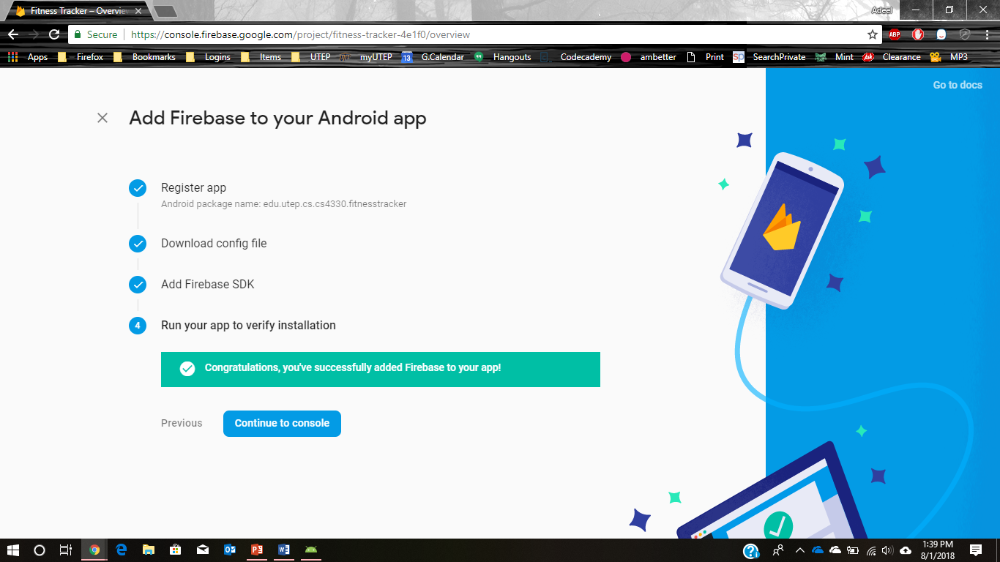 Fitness Tracker – Overvie
Adeel
Secure https://console.firebase.google.com/project/fitness-tracker-4e1f0/overview
ABP
Apps Firefox Bookmarks Logins Items UTEP myUTEP 13 G.Calendar Hangouts Codecademy ambetter Print sp SearchPrivate Mint Ask Clearance MP3
Go to docs
Add Firebase to your Android app
Register app
Android package name: edu.utep.cs.cs4330.fitnesstracker
Download config file
Add Firebase SDK
4 Run your app to verify installation
Congratulations, you've successfully added Firebase to your app!
Previous Continue to console
1:39 PM
8/1/2018